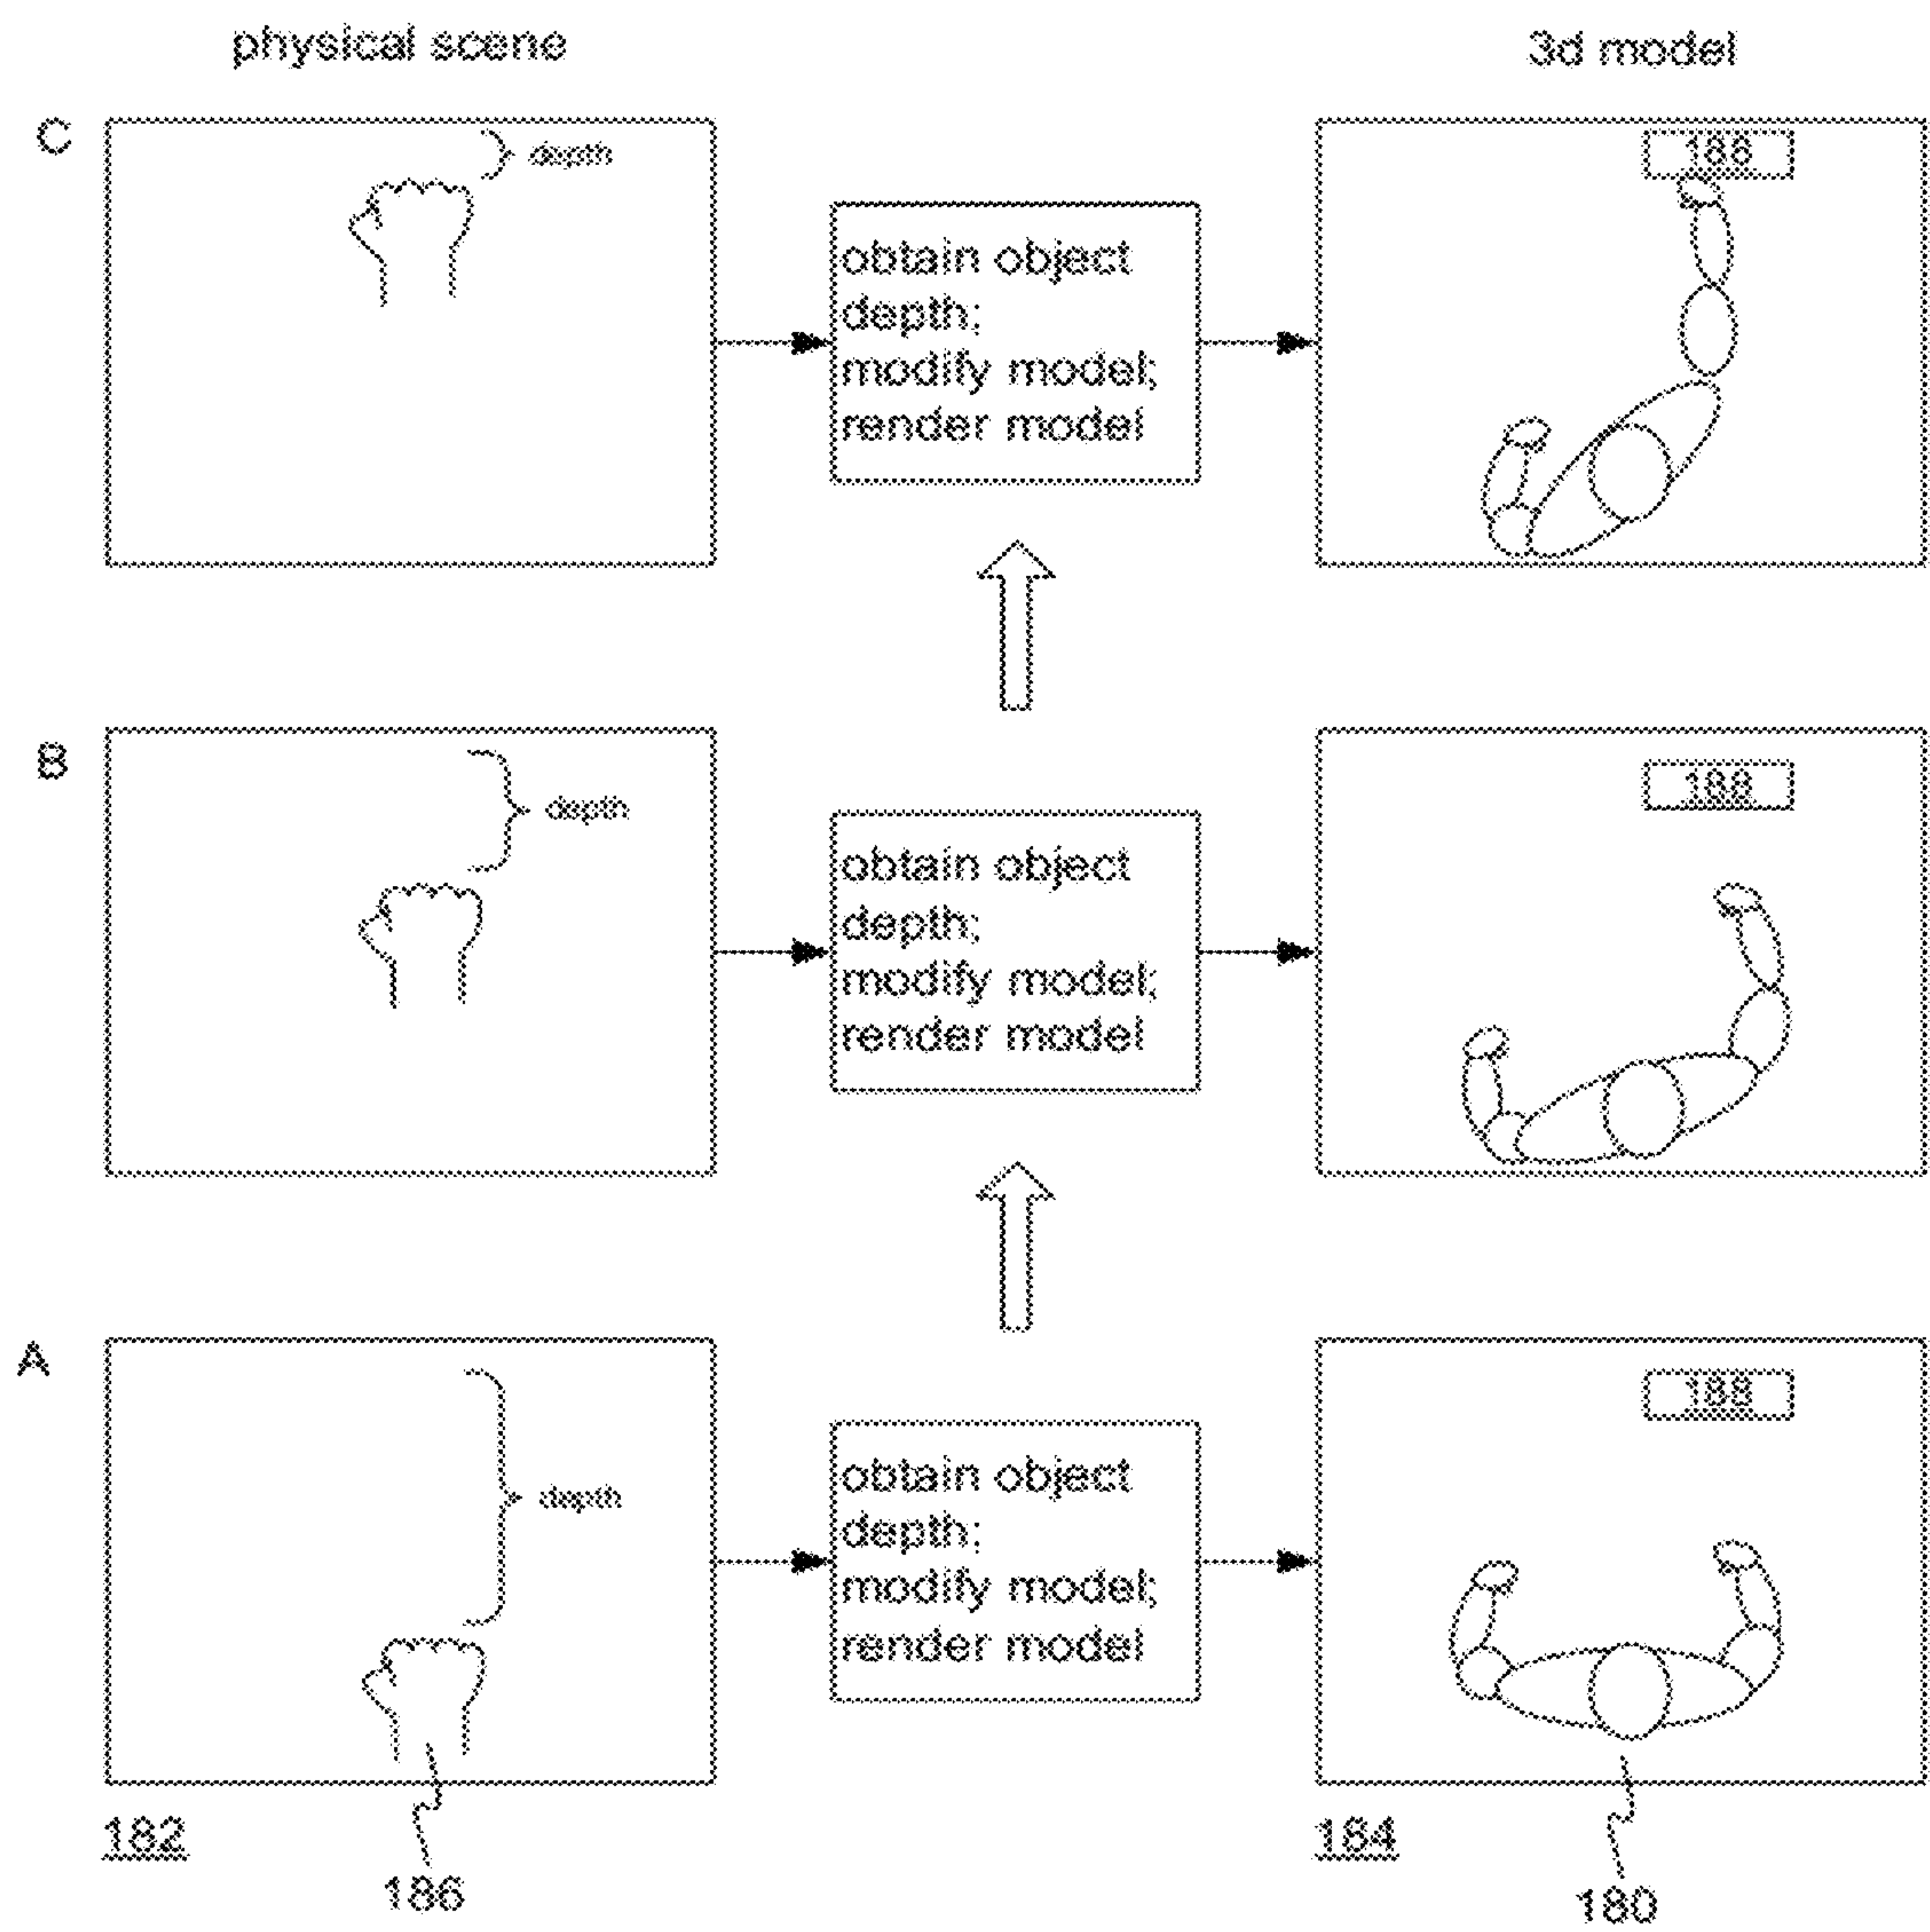 physical scene
3d model
C
depth
188
obtain object
depth;
modify model;
render model
B
depth
188
obtain object
depth;
modify model;
render model
A
depth
188
obtain object
depth;
modify model;
render model
182
184
186
180